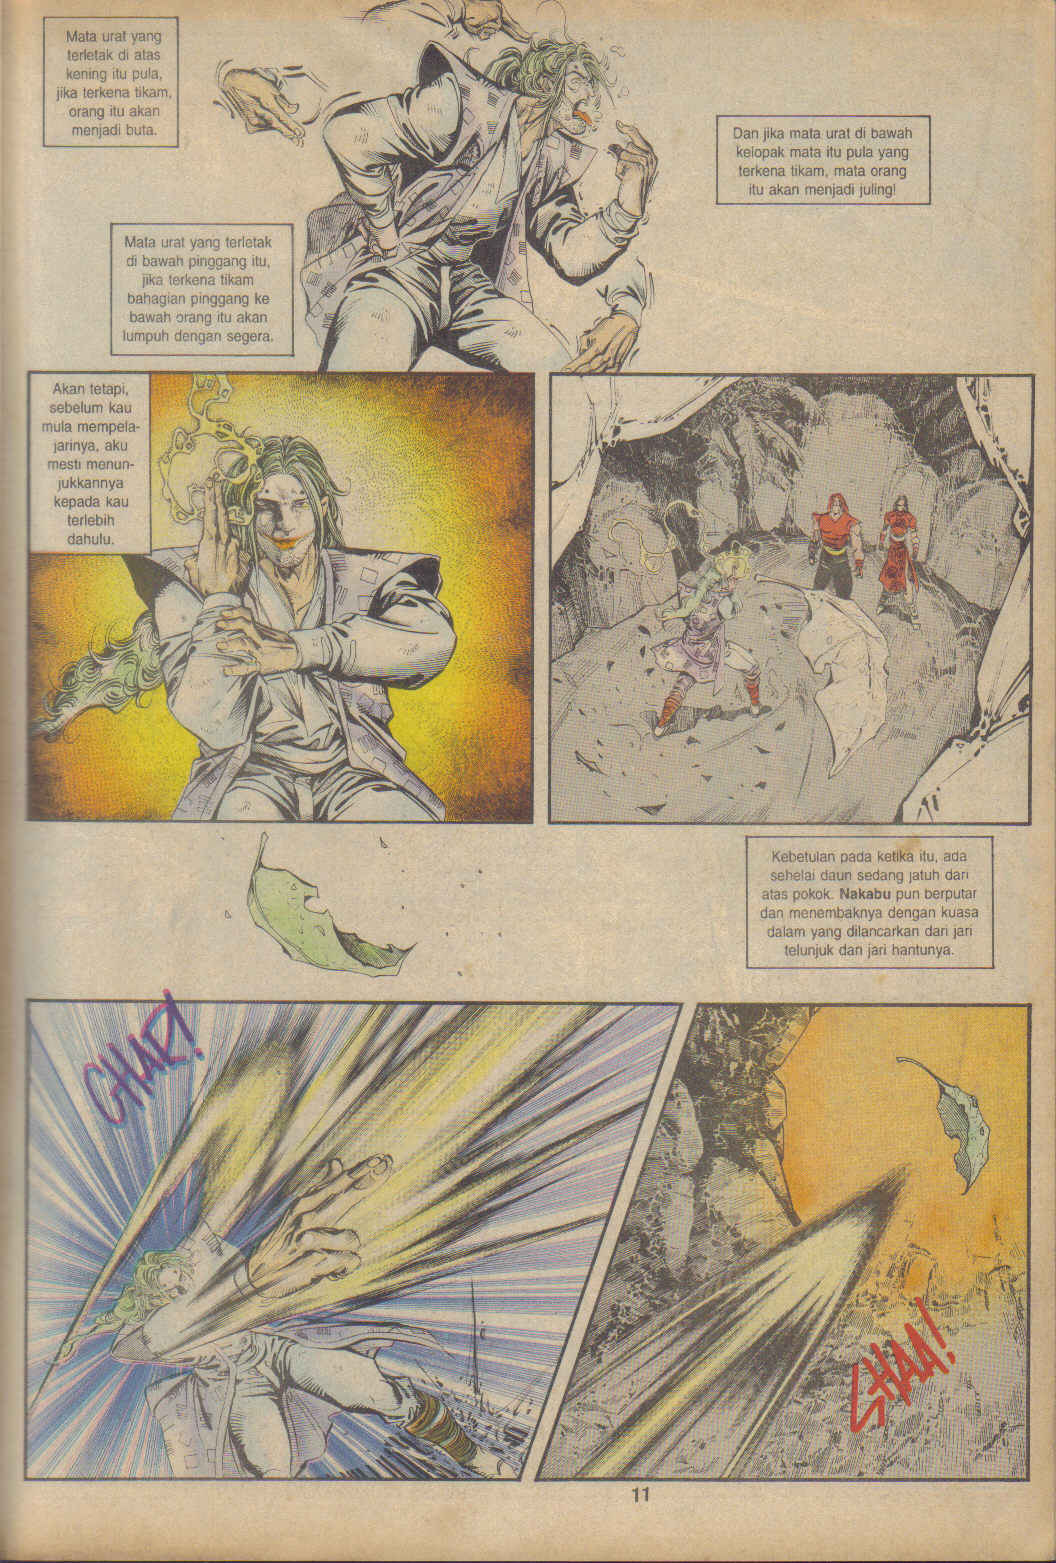 Mata urat yang
terletak di atas
kening itu pula,
jika terkena tikam,
orang itu akan
menjadi buta.
Dan jika mata urat di bawah
kelopak mata itu pula yang
terkena tikam, mata orang
itu akan menjadi juling!
Mata urat yang terletak
di bawah pinggang itu,
jika terkena tikam
bahagian pinggang ke
bawah orang itu akan
lumpuh dengan segera.
Akan tetapi,
sebelum kau
mula mempela-
jarinya, aku
mesti menun-
jukkannya
kepada kau
terlebih
dahulu.
Kebetulan pada ketika itu, ada
sehelai daun sedang jatuh dari
atas pokok. Nakabu pun berputar
dan menembaknya dengan kuasa
dalam yang dilancarkan dari jari
telunjuk dan jari hantunya.
CHAR!
CHAA!
11